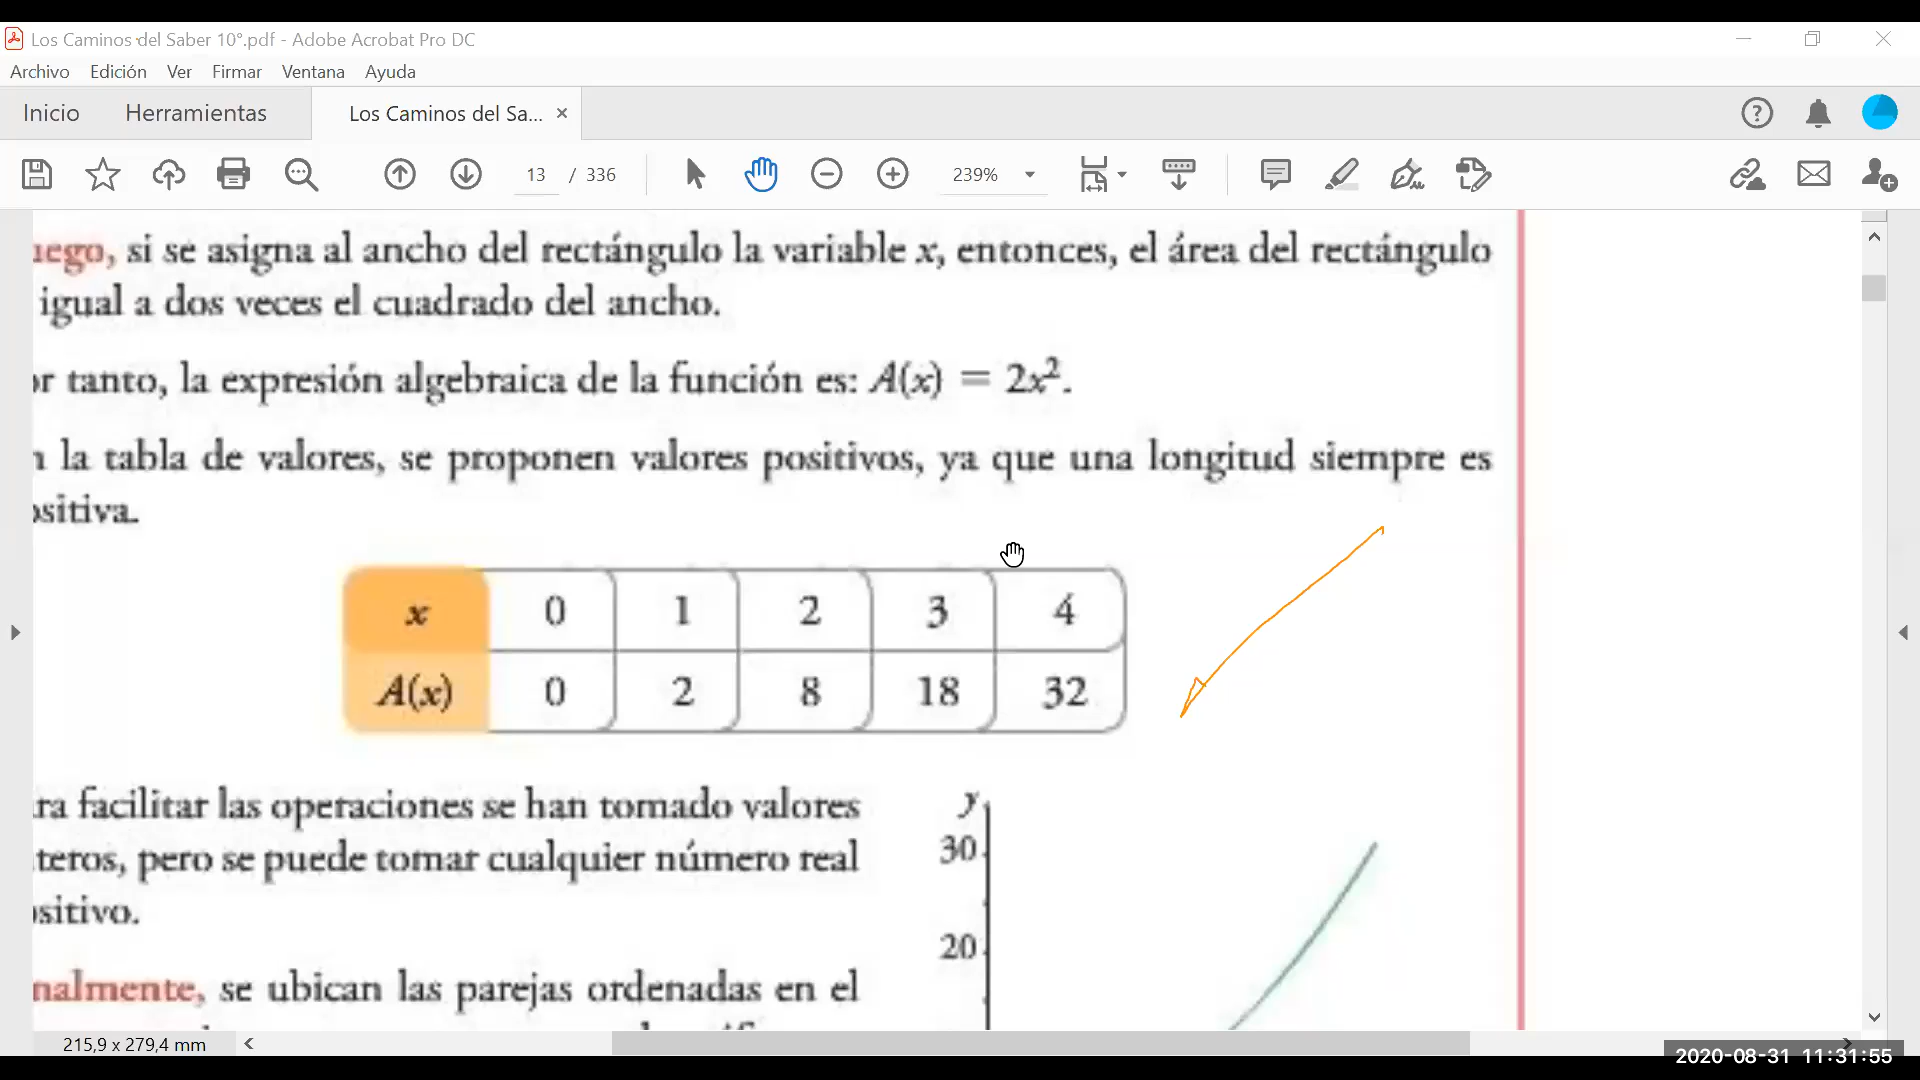 Los Caminos del Saber 10°.pdf - Adobe Acrobat Pro DC
Archivo Edición Ver Firmar Ventana Ayuda
Inicio Herramientas Los Caminos del Sa... ×
13 / 336 239%
uego, si se asigna al ancho del rectángulo la variable x, entonces, el área del rectángulo
igual a dos veces el cuadrado del ancho.
or tanto, la expresión algebraica de la función es: A(x) = 2x².
n la tabla de valores, se proponen valores positivos, ya que una longitud siempre es
ositiva.
x 0 1 2 3 4
A(x) 0 2 8 18 32
ra facilitar las operaciones se han tomado valores
teros, pero se puede tomar cualquier número real
ositivo.
nalmente, se ubican las parejas ordenadas en el
y
30
20
215,9 x 279,4 mm
2020-08-31 11:31:55